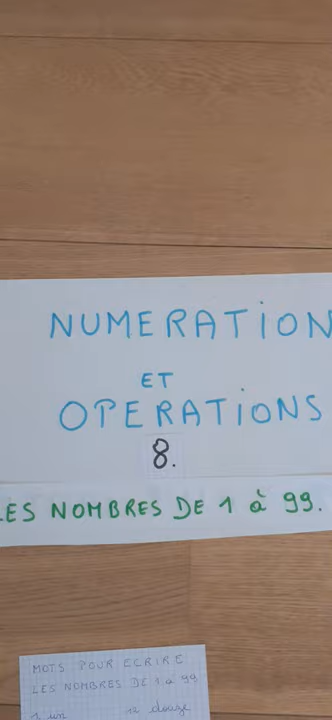 NUMERATION
ET
OPERATIONS
8.
LES NOMBRES DE 1 à 99.
MOTS POUR ECRIRE
LES NOMBRES DE 1 à 99
1 un 12 douze